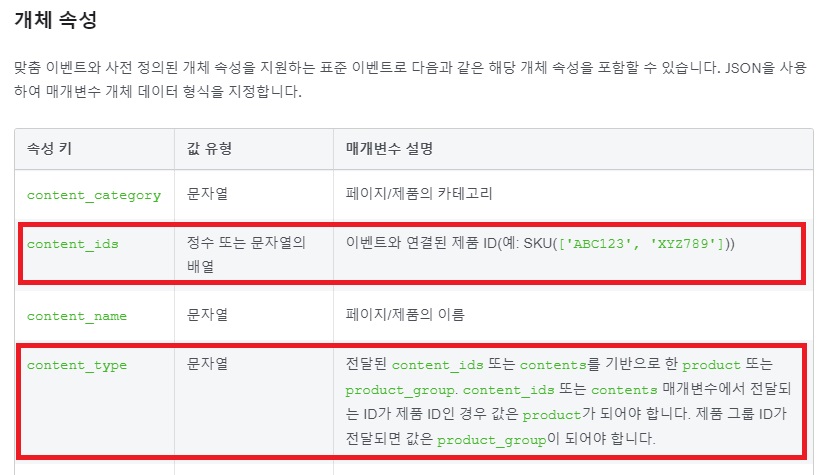 개체 속성
맞춤 이벤트와 사전 정의된 개체 속성을 지원하는 표준 이벤트로 다음과 같은 해당 개체 속성을 포함할 수 있습니다. JSON을 사용
하여 매개변수 개체 데이터 형식을 지정합니다.
속성 키 값 유형 매개변수 설명
content_category 문자열 페이지/제품의 카테고리
content_ids 정수 또는 문자열의 이벤트와 연결된 제품 ID(예: SKU(['ABC123', 'XYZ789']))
배열
content_name 문자열 페이지/제품의 이름
content_type 문자열 전달된 content_ids 또는 contents를 기반으로 한 product 또는
product_group. content_ids 또는 contents 매개변수에서 전달되
는 ID가 제품 ID인 경우 값은 product가 되어야 합니다. 제품 그룹 ID가
전달되면 값은 product_group이 되어야 합니다.